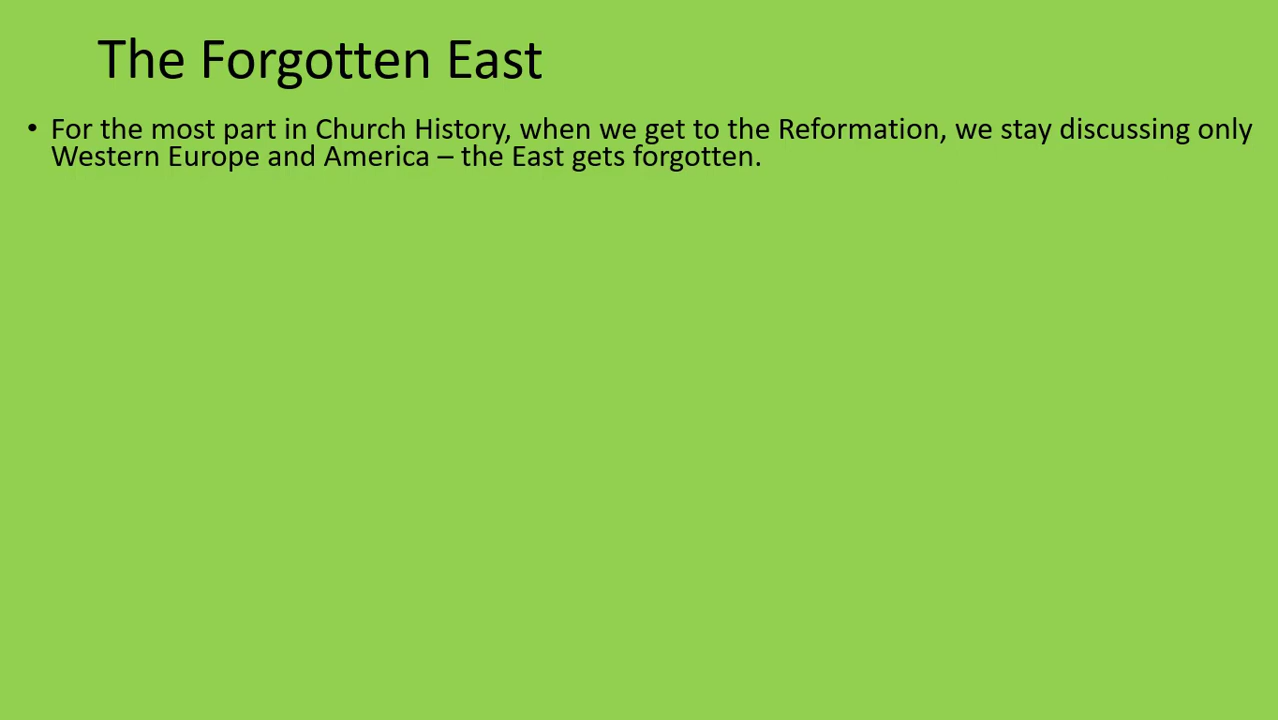 The Forgotten East
• For the most part in Church History, when we get to the Reformation, we stay discussing only
Western Europe and America – the East gets forgotten.